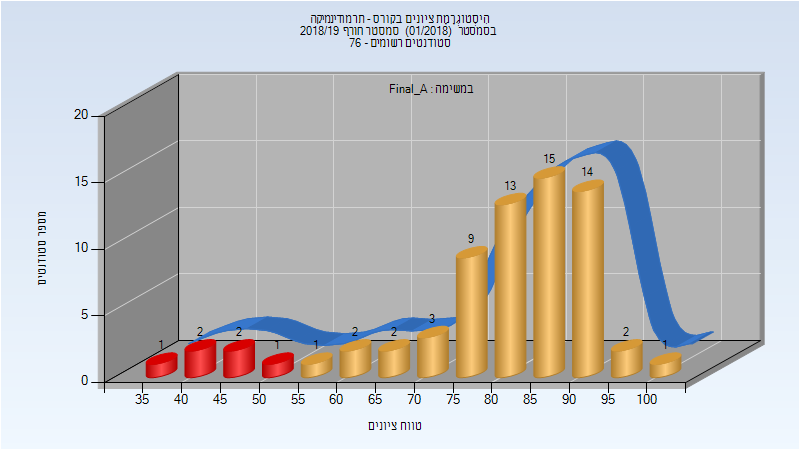 היסטוגרמת ציונים בקורס - תרמודינמיקה
בסמסטר (01/2018) סמסטר חורף 2018/19
סטודנטים רשומים - 76
במשימה : Final_A
מספר סטודנטים
20
15
10
5
0
1
2
2
1
1
2
2
3
9
13
15
14
2
1
35 40 45 50 55 60 65 70 75 80 85 90 95 100
טווח ציונים